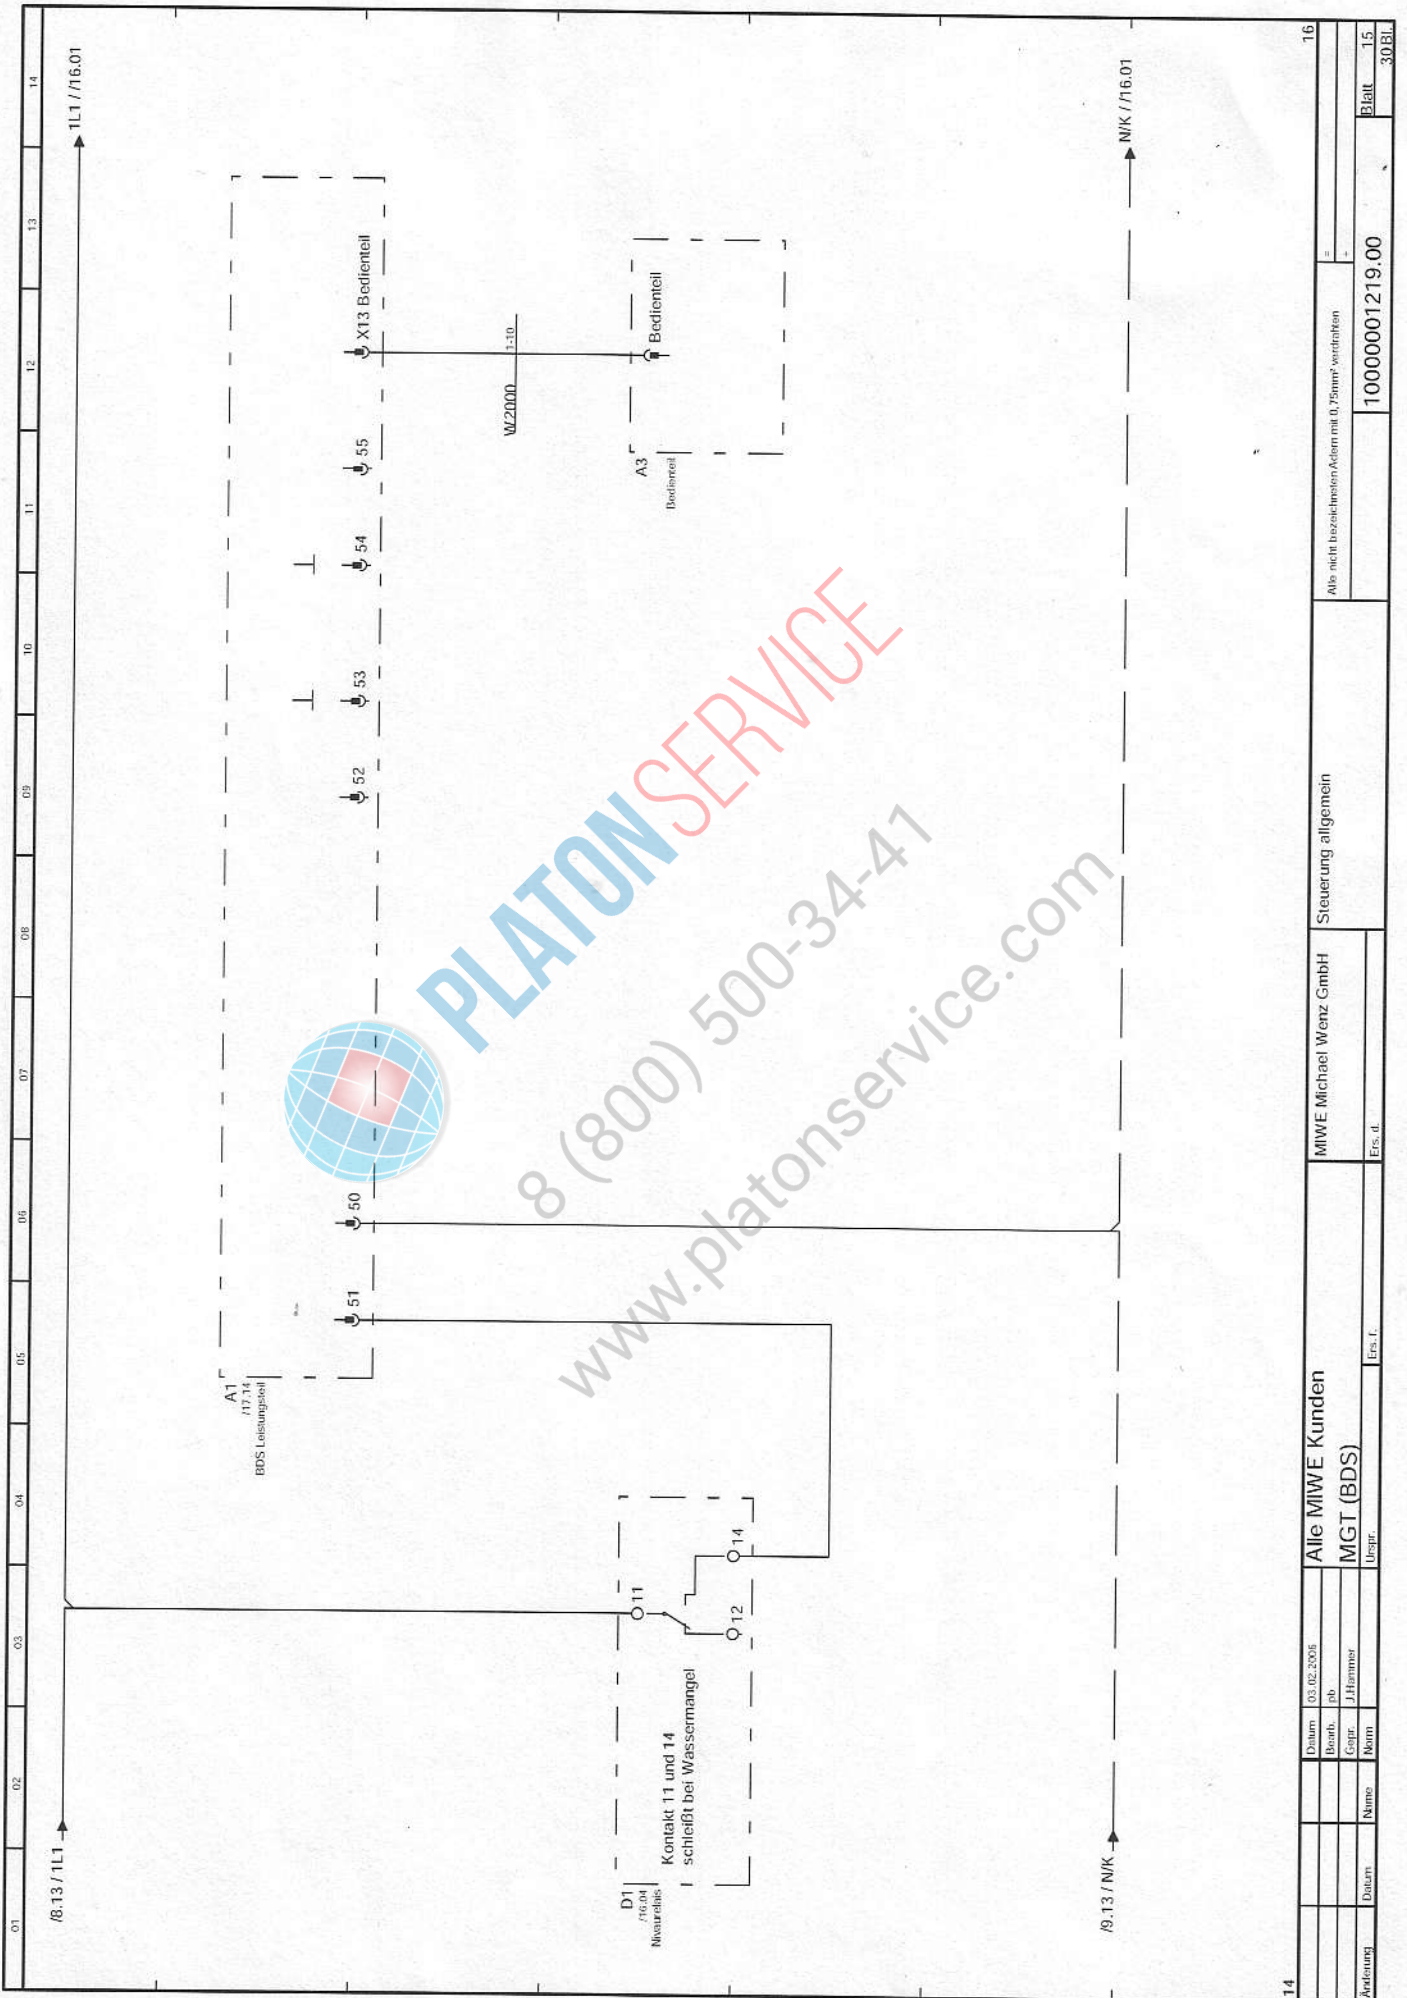 01 02 03 04 05 06 07 08 09 10 11 12 13 14
/8.13 / 1L1
1L1 / /16.01
A1
/17.14
BDS Leistungsteil
51
50
52
53
54
55
X13 Bedienteil
W2000
1-10
A3
Bedienteil
Bedienteil
D1
/16.04
Nivaurelais
Kontakt 11 und 14
schleißt bei Wassermangel
11
12
14
/9.13 / N/K
N/K / /16.01
PLATONSERVICE
8 (800) 500-34-41
www.platonservice.com
14
16
Änderung
Datum
Name
Datum 03.02.2006
Bearb. pb
Gepr. J.Hammer
Norm
Alle MIWE Kunden
MGT (BDS)
Urspr.
Ers. f.
Ers. d.
MIWE Michael Wenz GmbH
Steuerung allgemein
Alle nicht bezeichneten Adern mit 0,75mm² verdrahten
=
+
10000001219.00
Blatt 15
30Bl.